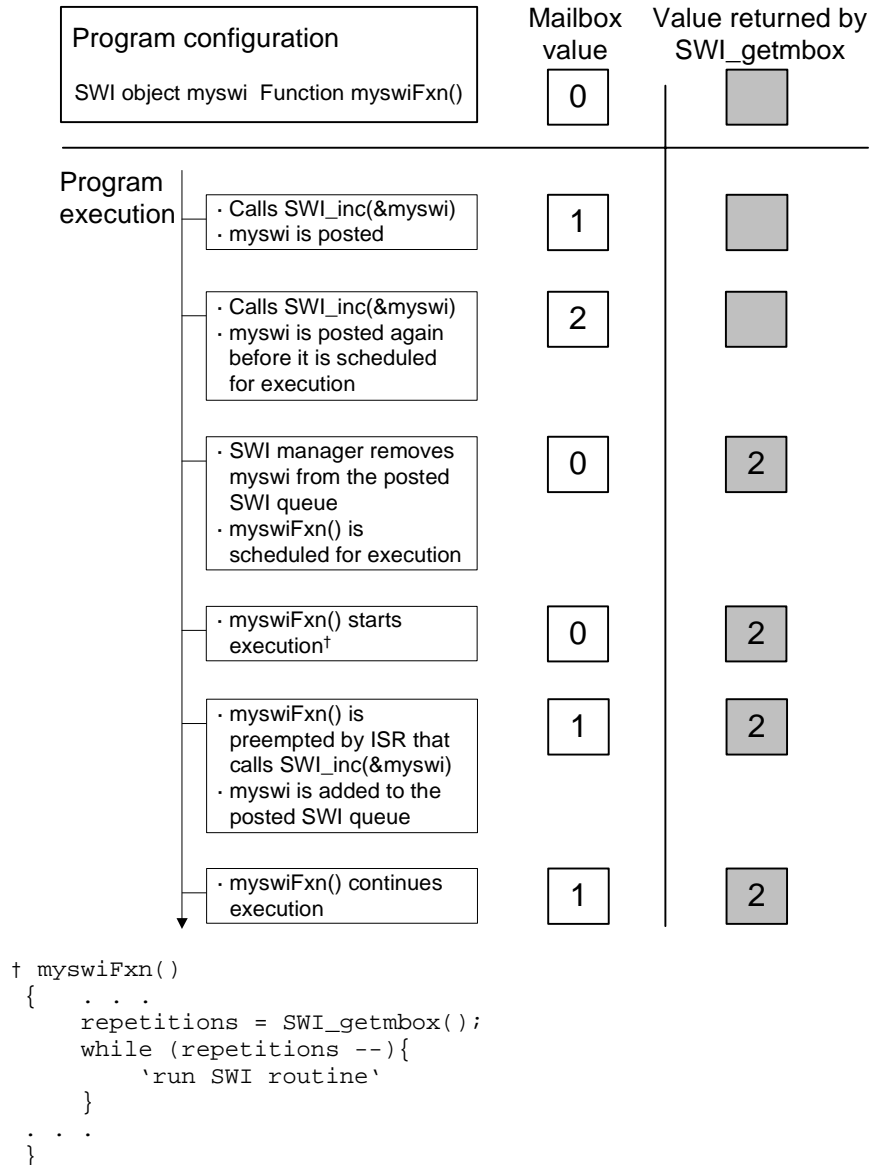 Program configuration
SWI object myswi Function myswiFxn()
Mailbox
value
Value returned by
SWI_getmbox
0
Program
execution
· Calls SWI_inc(&myswi)
· myswi is posted
1
· Calls SWI_inc(&myswi)
· myswi is posted again
before it is scheduled
for execution
2
· SWI manager removes
myswi from the posted
SWI queue
· myswiFxn() is
scheduled for execution
0
2
· myswiFxn() starts
execution†
0
2
· myswiFxn() is
preempted by ISR that
calls SWI_inc(&myswi)
· myswi is added to the
posted SWI queue
1
2
· myswiFxn() continues
execution
1
2
† myswiFxn()
{ . . .
repetitions = SWI_getmbox();
while (repetitions --){
‘run SWI routine‘
}
. . .
}